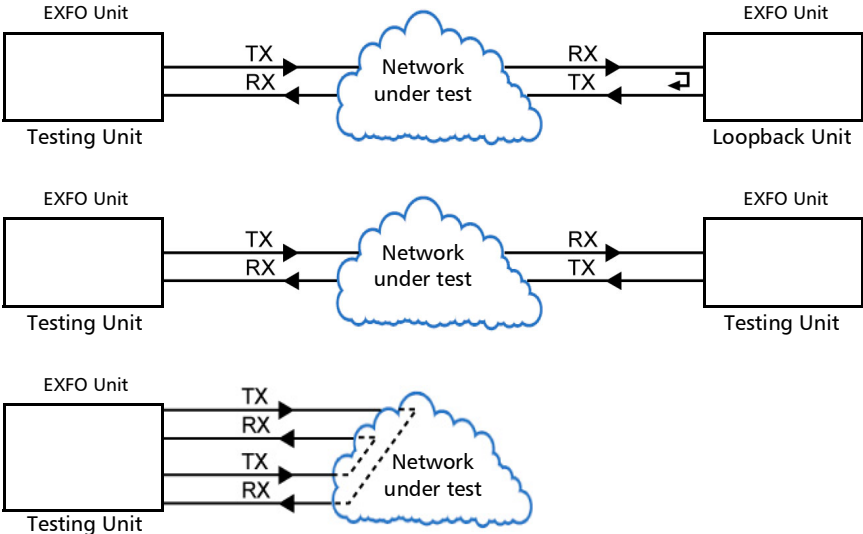 EXFO Unit
EXFO Unit
TX
RX
Network
under test
RX
TX
Testing Unit
Loopback Unit
EXFO Unit
EXFO Unit
TX
RX
Network
under test
RX
TX
Testing Unit
Testing Unit
EXFO Unit
TX
RX
TX
RX
Network
under test
Testing Unit